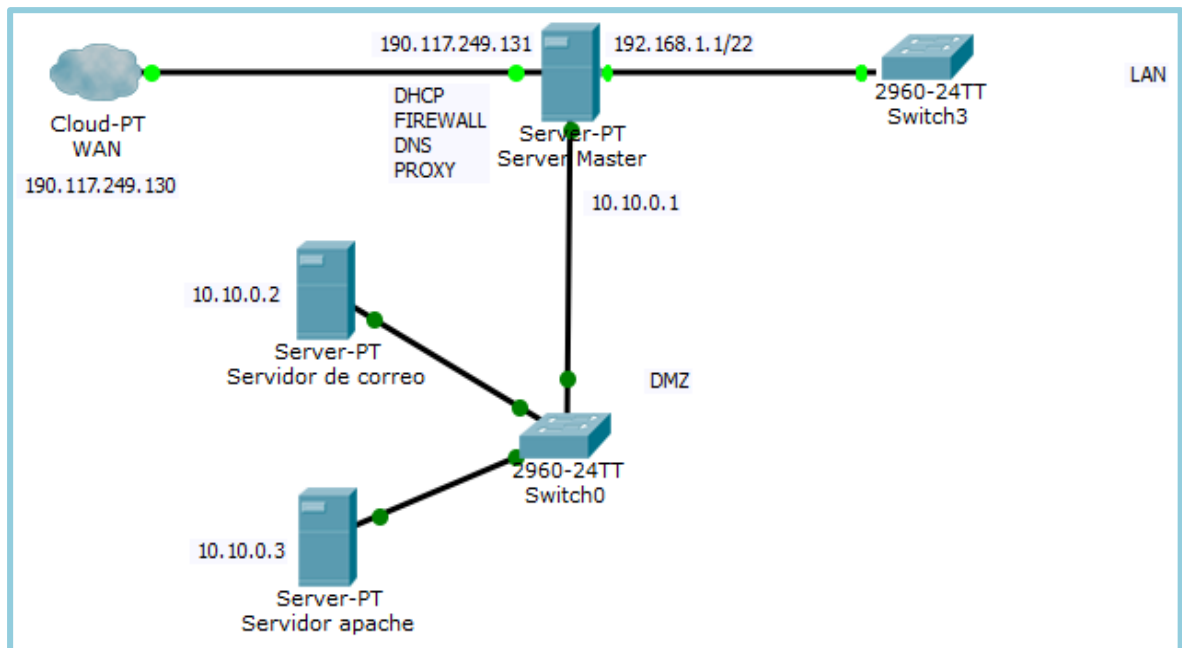 190.117.249.131
192.168.1.1/22
LAN
Cloud-PT
WAN
190.117.249.130
DHCP
FIREWALL
DNS
PROXY
Server-PT
Server Master
2960-24TT
Switch3
10.10.0.1
10.10.0.2
Server-PT
Servidor de correo
DMZ
2960-24TT
Switch0
10.10.0.3
Server-PT
Servidor apache